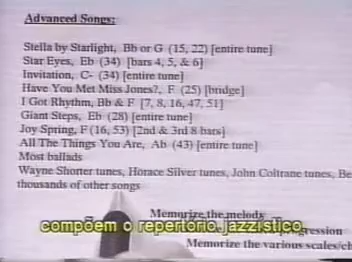 Advanced Songs:
Stella by Starlight, Bb or G (15, 22) [entire tune]
Star Eyes, Eb (34) [bars 4, 5, & 6]
Invitation, C- (34) [entire tune]
Have You Met Miss Jones?, F (25) [bridge]
I Got Rhythm, Bb & F [7, 8, 16, 47, 51]
Giant Steps, Eb (28) [entire tune]
Joy Spring, F (16, 53) [2nd & 3rd 8 bars]
All The Things You Are, Ab (43) [entire tune]
Most ballads
Wayne Shorter tunes, Horace Silver tunes, John Coltrane tunes, Be
thousands of other songs
Memorize the melody
compõem o repertório jazzístico.
Memorize the various scales/ch